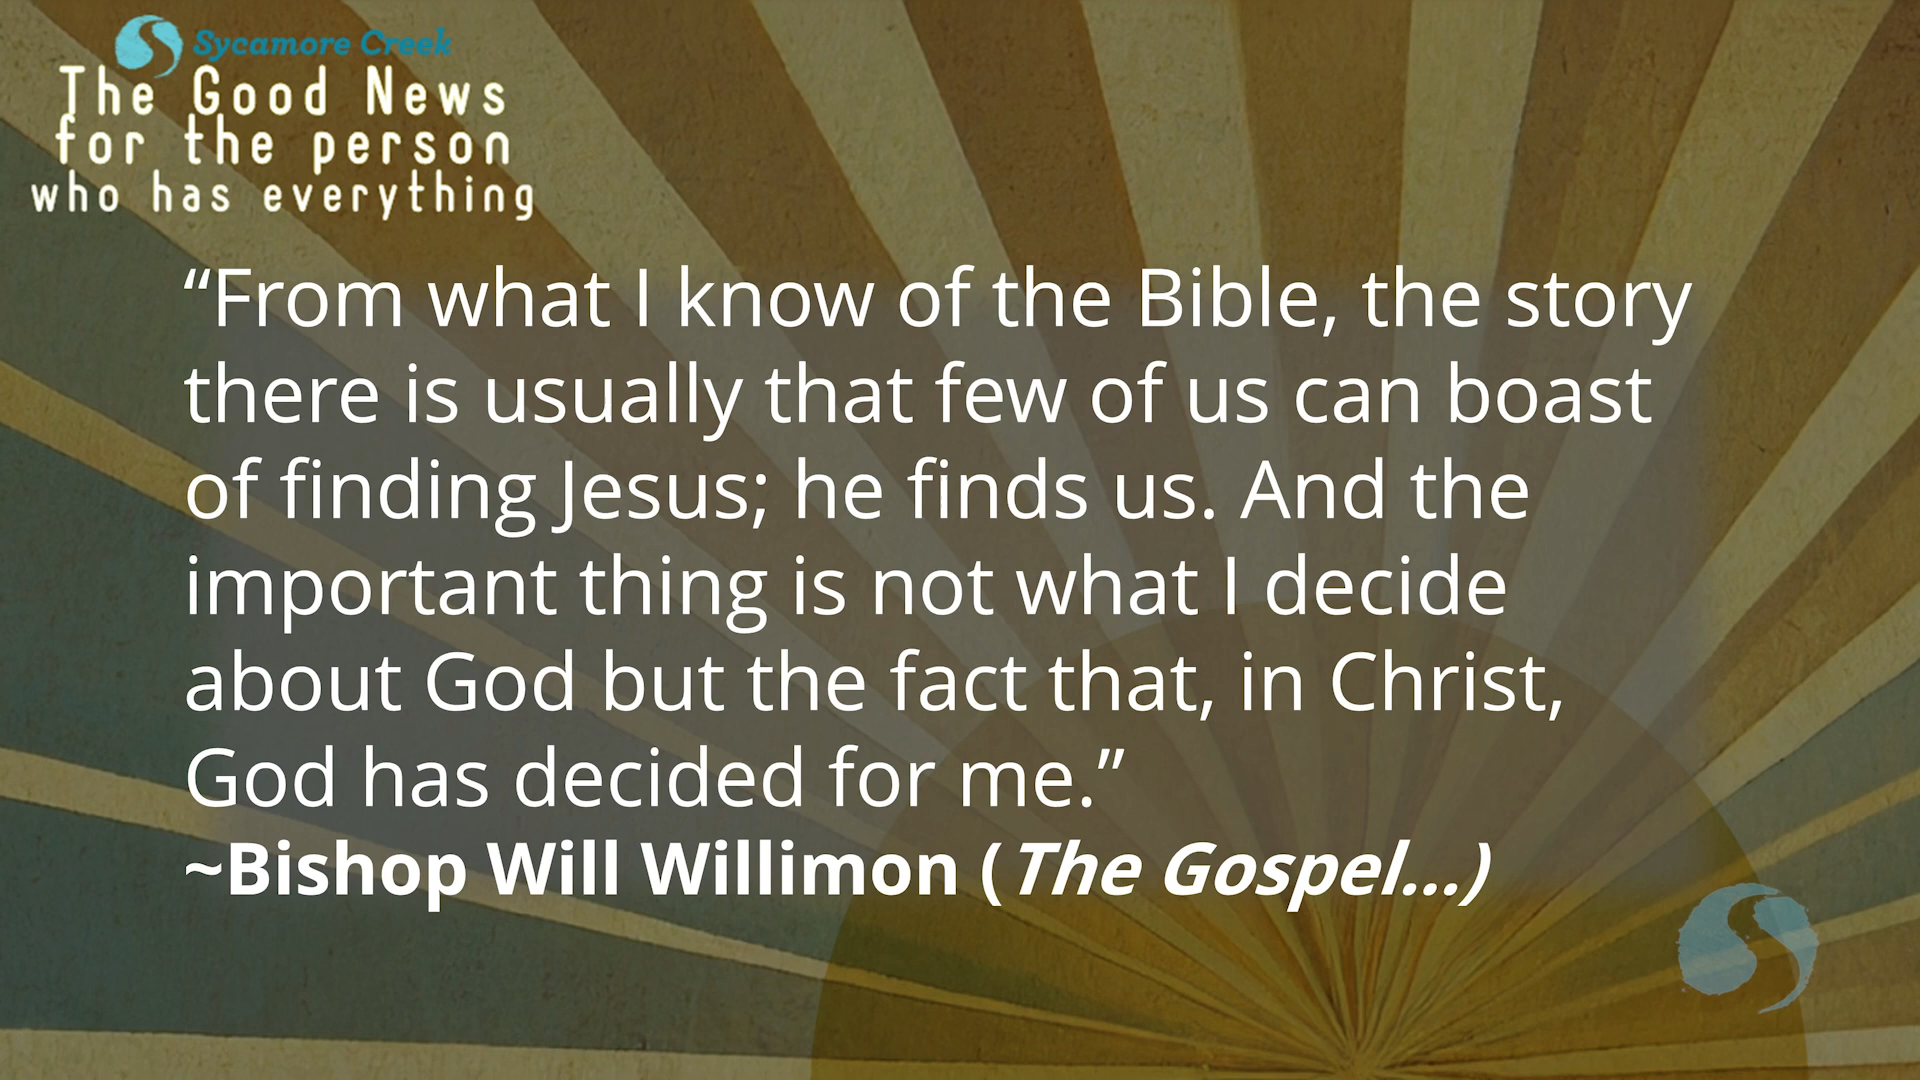 Sycamore Creek
The Good News
for the person
who has everything
“From what I know of the Bible, the story
there is usually that few of us can boast
of finding Jesus; he finds us. And the
important thing is not what I decide
about God but the fact that, in Christ,
God has decided for me.”
~Bishop Will Willimon (The Gospel...)